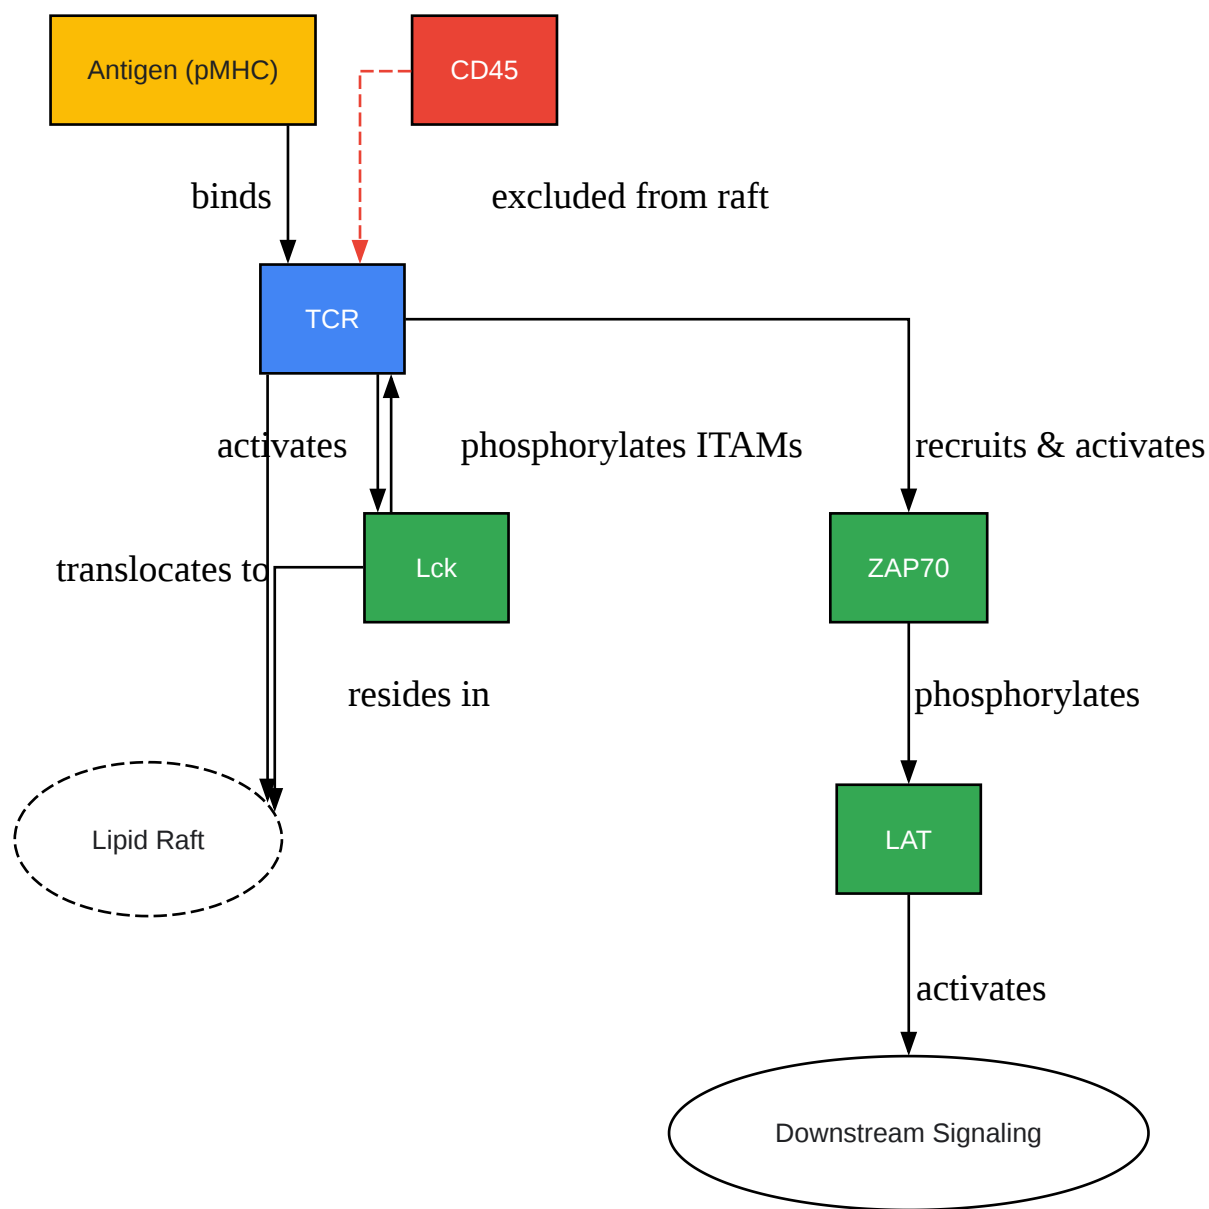 Antigen (pMHC)
CD45
binds
excluded from raft
TCR
activates
phosphorylates ITAMs
recruits & activates
translocates to
Lck
ZAP70
resides in
phosphorylates
Lipid Raft
LAT
activates
Downstream Signaling